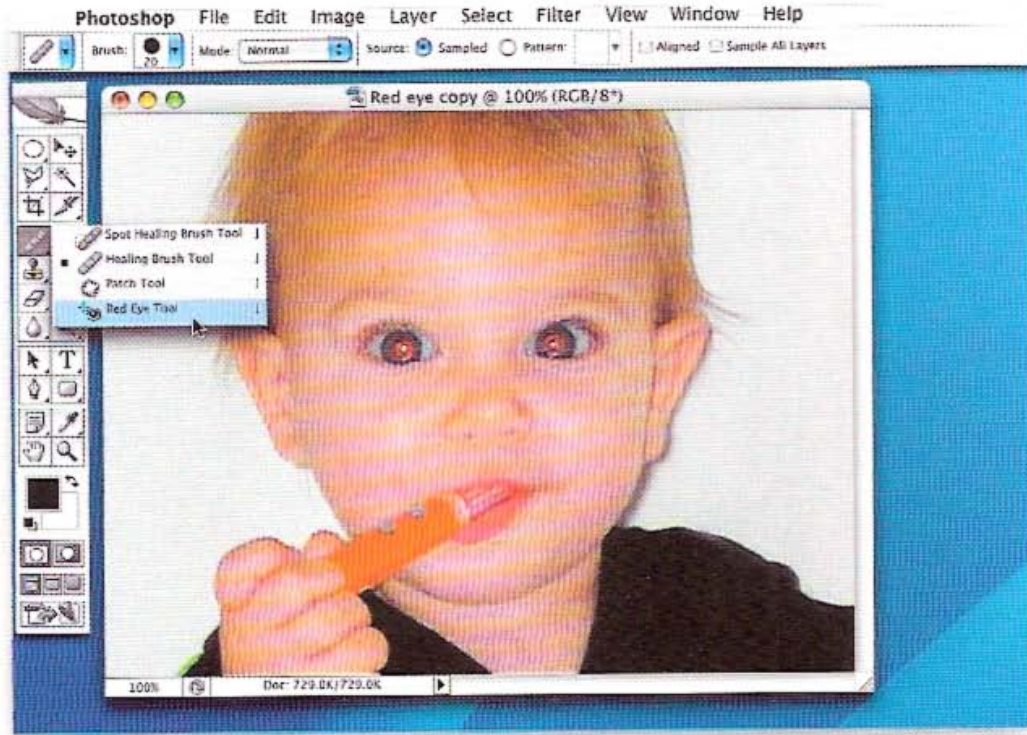 Photoshop File Edit Image Layer Select Filter View Window Help
Brush: 20 Mode: Normal Source: Sampled Pattern: Aligned Sample All Layers
Red eye copy @ 100% (RGB/8*)
Spot Healing Brush Tool J
Healing Brush Tool J
Patch Tool J
Red Eye Tool J
T
100% Doc: 729.0K/729.0K